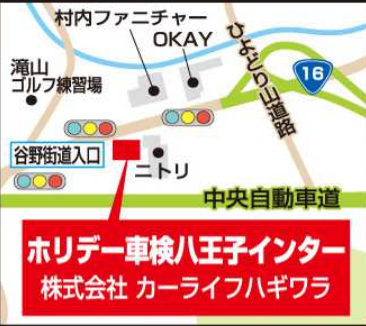 村内ファニチャー
OKAY
ひよどり山道路
16
滝山
ゴルフ練習場
谷野街道入口
ニトリ
中央自動車道
ホリデー車検八王子インター
株式会社 カーライフハギワラ